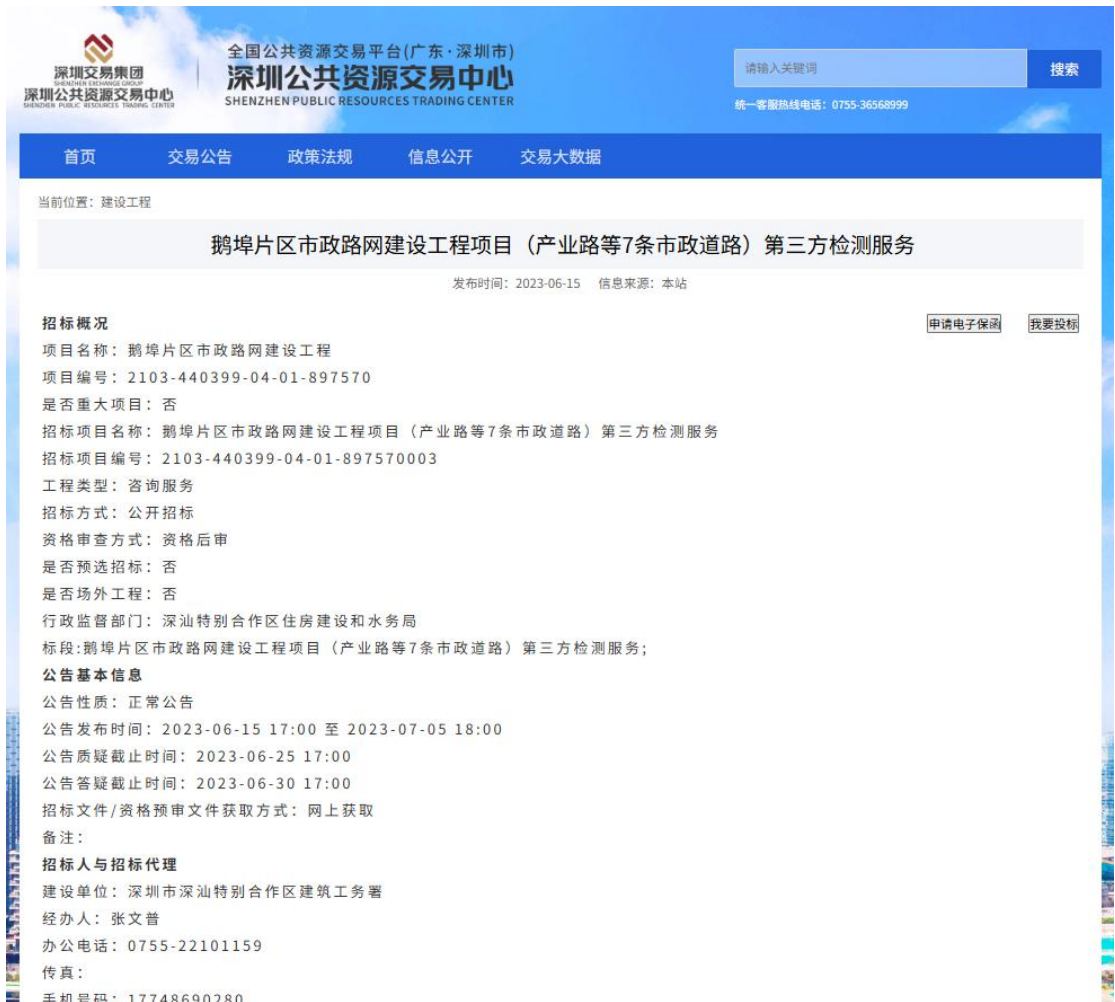 全国公共资源交易平台(广东·深圳市)
深圳交易集团
SHENZHEN EXCHANGE GROUP
深圳公共资源交易中心
SHENZHEN PUBLIC RESOURCES TRADING CENTER
深圳公共资源交易中心
SHENZHEN PUBLIC RESOURCES TRADING CENTER
请输入关键词
搜索
统一客服热线电话：0755-36568999
首页 交易公告 政策法规 信息公开 交易大数据
当前位置：建设工程
鹅埠片区市政路网建设工程项目（产业路等7条市政道路）第三方检测服务
发布时间：2023-06-15 信息来源：本站
招标概况
申请电子保函 我要投标
项目名称：鹅埠片区市政路网建设工程
项目编号：2103-440399-04-01-897570
是否重大项目：否
招标项目名称：鹅埠片区市政路网建设工程项目（产业路等7条市政道路）第三方检测服务
招标项目编号：2103-440399-04-01-897570003
工程类型：咨询服务
招标方式：公开招标
资格审查方式：资格后审
是否预选招标：否
是否场外工程：否
行政监督部门：深汕特别合作区住房建设和水务局
标段:鹅埠片区市政路网建设工程项目（产业路等7条市政道路）第三方检测服务;
公告基本信息
公告性质：正常公告
公告发布时间：2023-06-15 17:00 至 2023-07-05 18:00
公告质疑截止时间：2023-06-25 17:00
公告答疑截止时间：2023-06-30 17:00
招标文件/资格预审文件获取方式：网上获取
备注：
招标人与招标代理
建设单位：深圳市深汕特别合作区建筑工务署
经办人：张文普
办公电话：0755-22101159
传真：
手机号码：17748690280